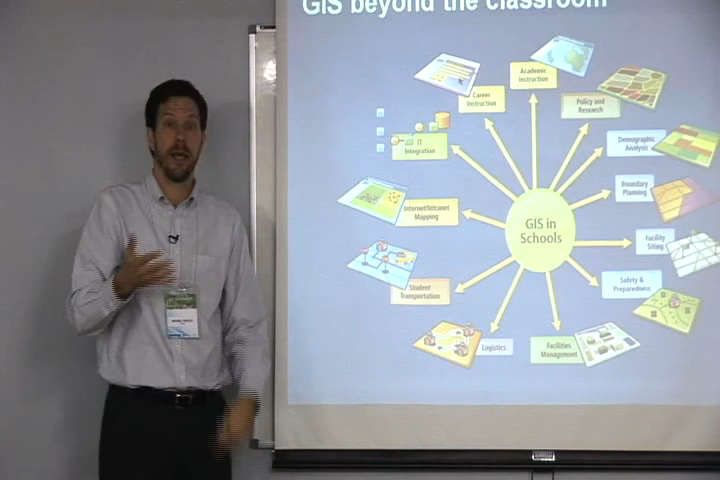 GIS beyond the classroom
Academic
Instruction
Career
Instruction
Policy and
Research
IT
Integration
Demographic
Analysis
Boundary
Planning
Internet/Intranet
Mapping
GIS in
Schools
Facility
Siting
Student
Transportation
Safety &
Preparedness
Logistics
Facilities
Management